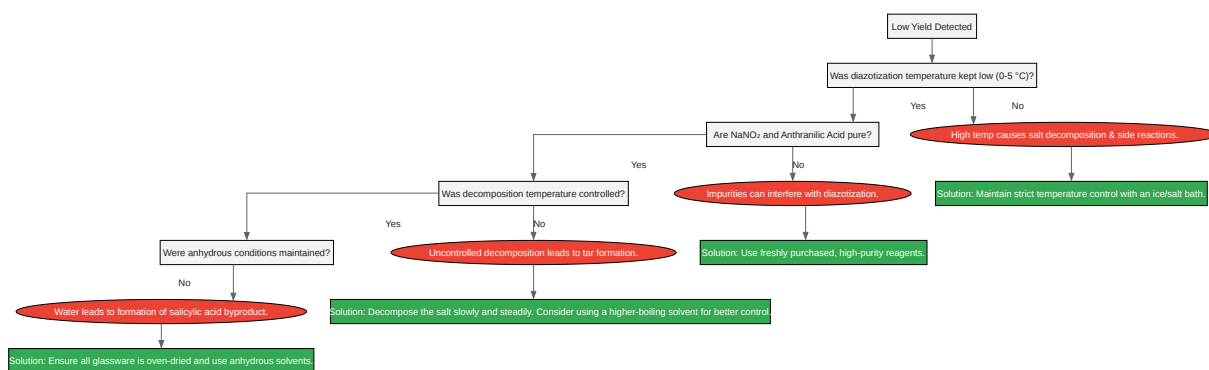 Low Yield Detected
Was diazotization temperature kept low (0-5 °C)?
Yes
No
Are NaNO₂ and Anthranilic Acid pure?
High temp causes salt decomposition & side reactions.
Yes
No
Was decomposition temperature controlled?
Impurities can interfere with diazotization.
Solution: Maintain strict temperature control with an ice/salt bath.
Yes
No
Were anhydrous conditions maintained?
Uncontrolled decomposition leads to tar formation.
Solution: Use freshly purchased, high-purity reagents.
No
Water leads to formation of salicylic acid byproduct.
Solution: Decompose the salt slowly and steadily. Consider using a higher-boiling solvent for better control.
Solution: Ensure all glassware is oven-dried and use anhydrous solvents.